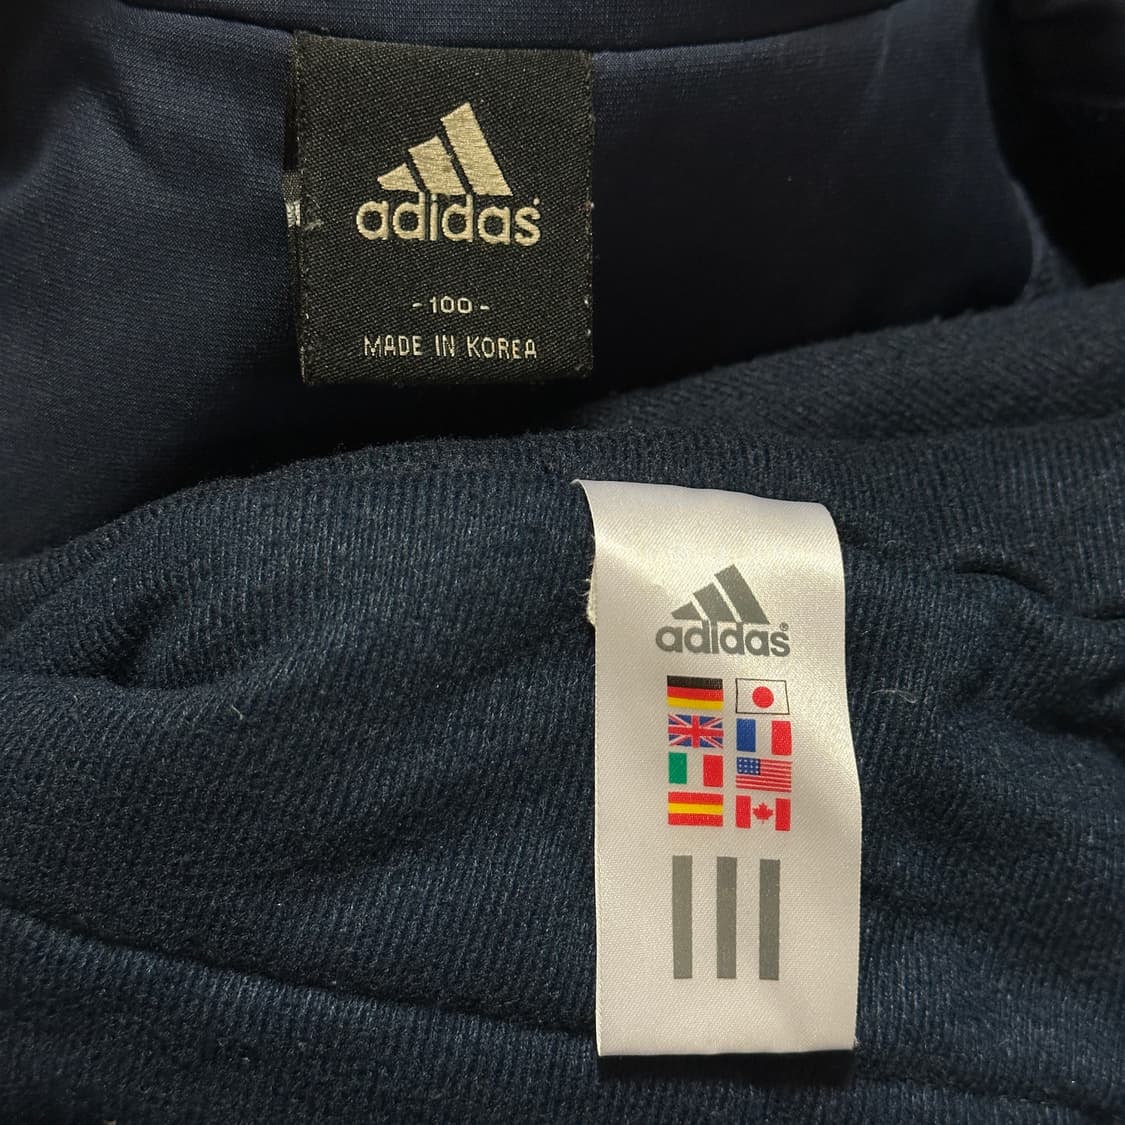 adidas
-100-
MADE IN KOREA
adidas®